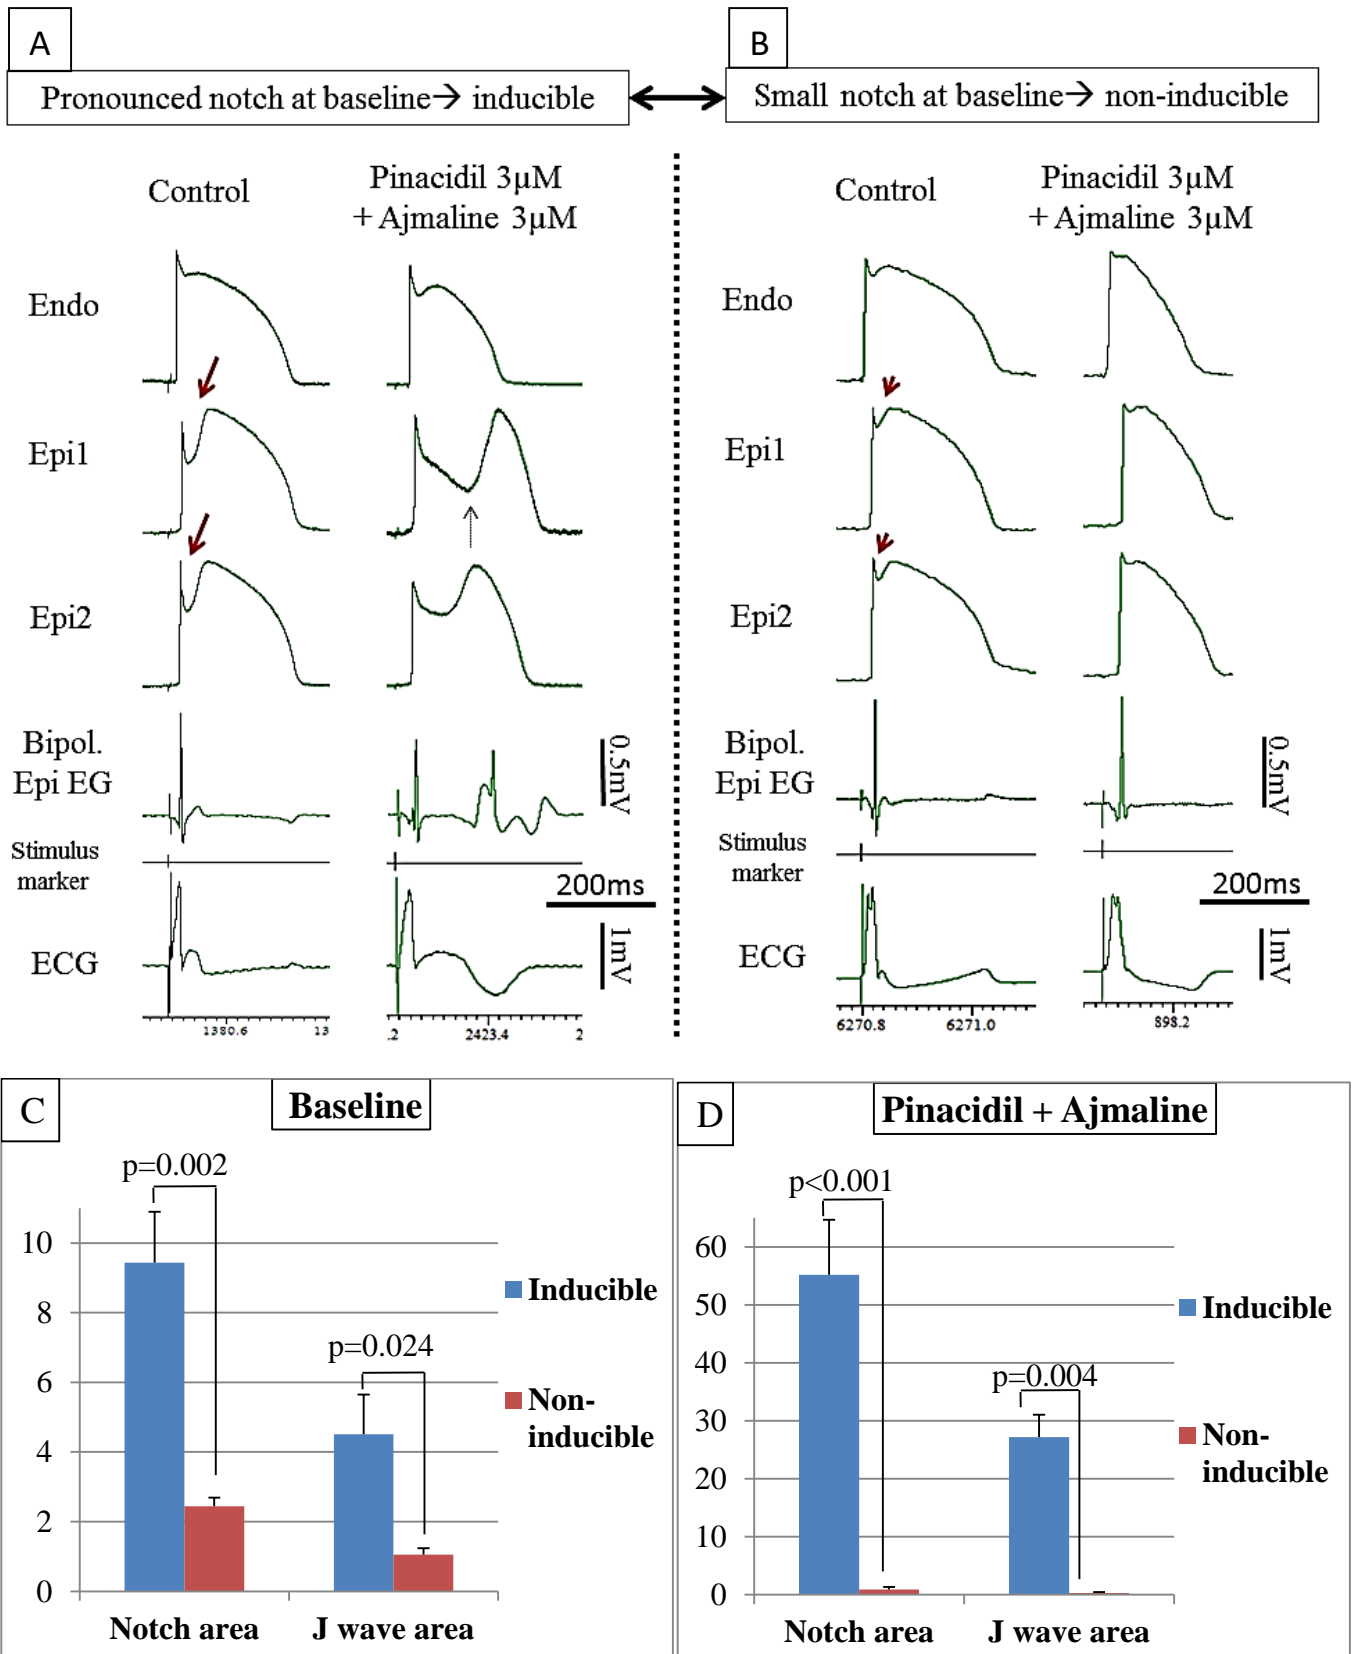 A
Pronounced notch at baseline→ inducible
B
Small notch at baseline→ non-inducible
Control
Pinacidil 3µM
+ Ajmaline 3µM
Control
Pinacidil 3µM
+ Ajmaline 3µM
Endo
Epi1
Epi2
Bipol.
Epi EG
Stimulus
marker
ECG
0.5mV
200ms
1mV
1380.6
13
.2
2423.4
2
Endo
Epi1
Epi2
Bipol.
Epi EG
Stimulus
marker
ECG
0.5mV
200ms
1mV
6270.8
6271.0
898.2
C
Baseline
p=0.002
p=0.024
10
8
6
4
2
0
Notch area
J wave area
Inducible
Non-
inducible
D
Pinacidil + Ajmaline
p<0.001
p=0.004
60
50
40
30
20
10
0
Notch area
J wave area
Inducible
Non-
inducible